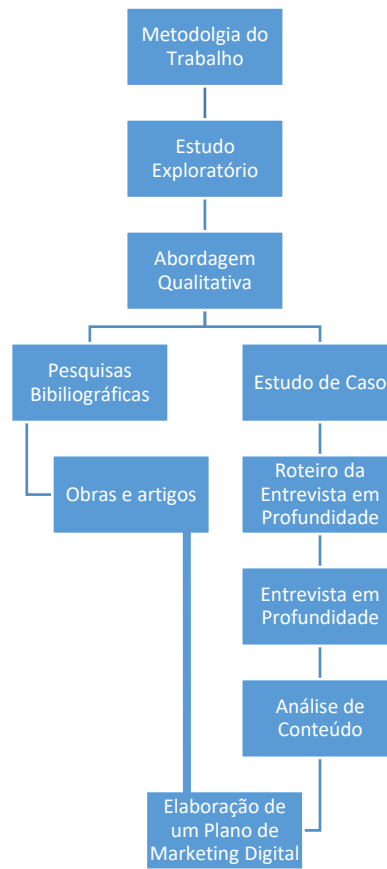 Metodolgia do
Trabalho
Estudo
Exploratório
Abordagem
Qualitativa
Pesquisas
Bibiliográficas
Estudo de Caso
Obras e artigos
Roteiro da
Entrevista em
Profundidade
Entrevista em
Profundidade
Análise de
Conteúdo
Elaboração de
um Plano de
Marketing Digital